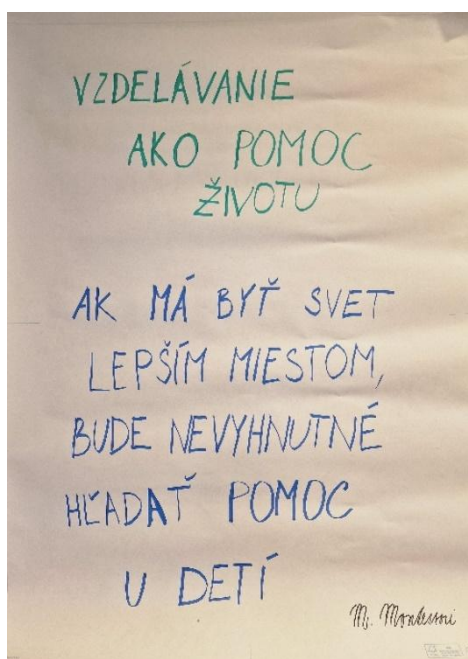 VZDELÁVANIE
AKO POMOC
ŽIVOTU
AK MÁ BYŤ SVET
LEPŠÍM MIESTOM,
BUDE NEVYHNUTNÉ
HĽADAŤ POMOC
U DETÍ
M. Montessori